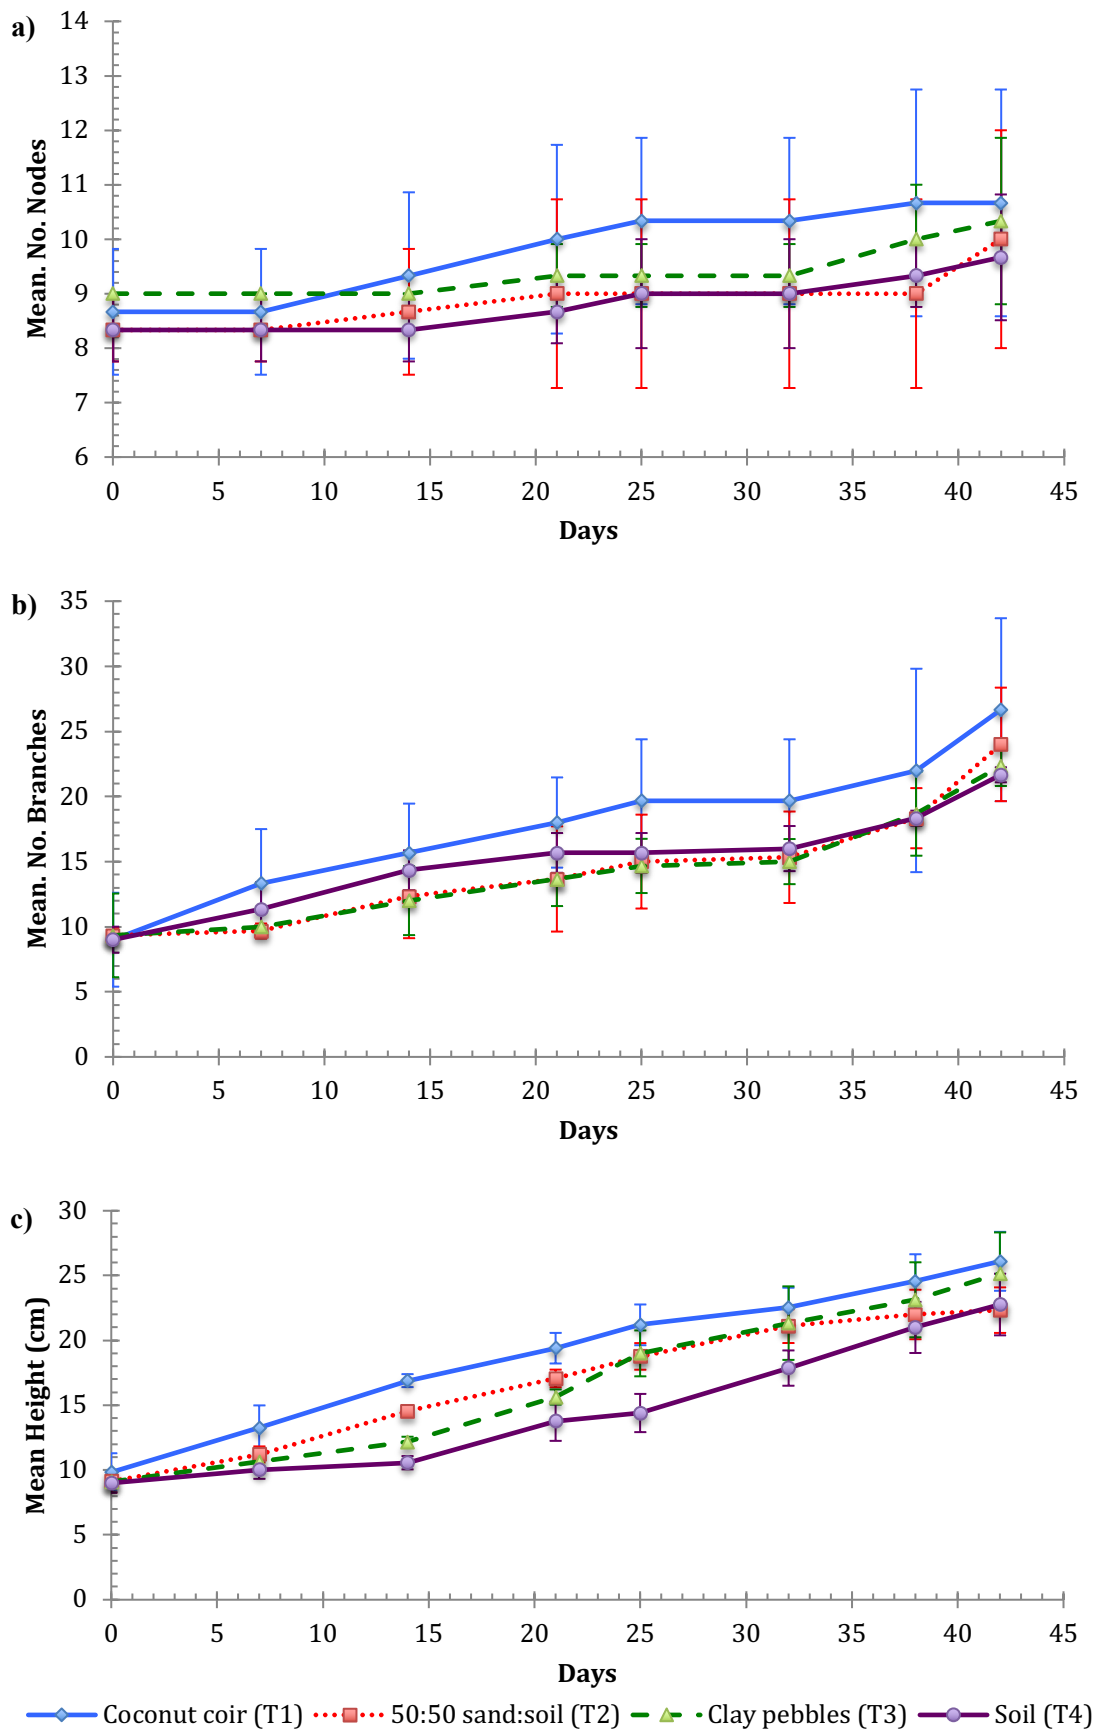 a)
14
13
12
11
10
9
8
7
6
Mean. No. Nodes
0 5 10 15 20 25 30 35 40 45
Days
b)
35
30
25
20
15
10
5
0
Mean. No. Branches
0 5 10 15 20 25 30 35 40 45
Days
c)
30
25
20
15
10
5
0
Mean Height (cm)
0 5 10 15 20 25 30 35 40 45
Days
Coconut coir (T1) 50:50 sand:soil (T2) Clay pebbles (T3) Soil (T4)